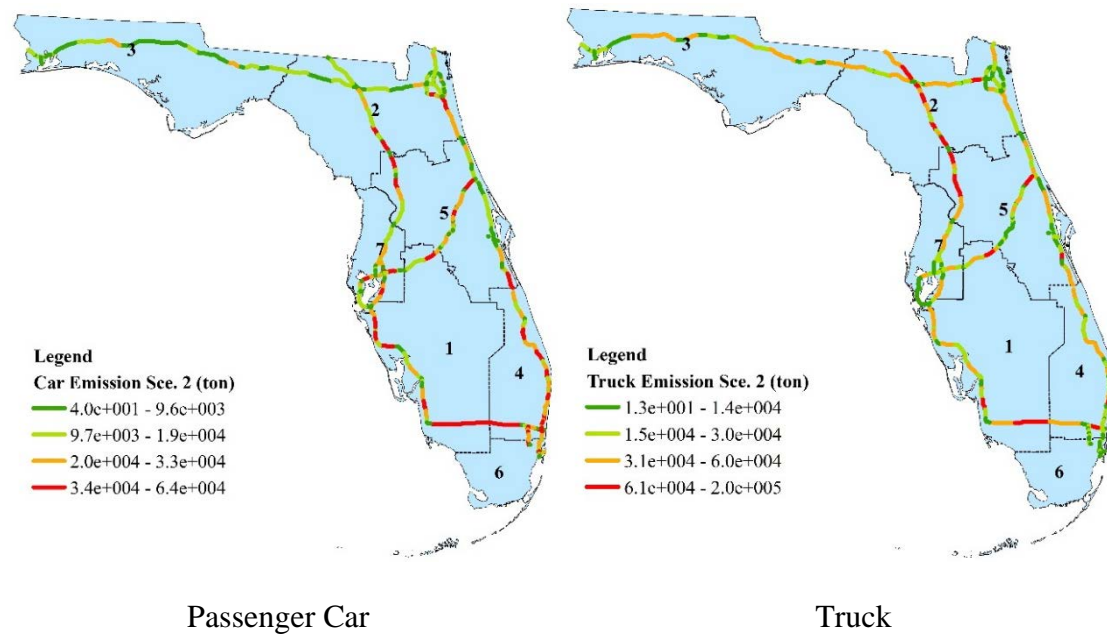 3
2
5
7
1
4
6
Legend
Car Emission Sce. 2 (ton)
4.0e+001 - 9.6e+003
9.7e+003 - 1.9e+004
2.0e+004 - 3.3e+004
3.4e+004 - 6.4e+004
3
2
5
7
1
4
6
Legend
Truck Emission Sce. 2 (ton)
1.3e+001 - 1.4e+004
1.5e+004 - 3.0e+004
3.1e+004 - 6.0e+004
6.1e+004 - 2.0e+005
Passenger Car
Truck